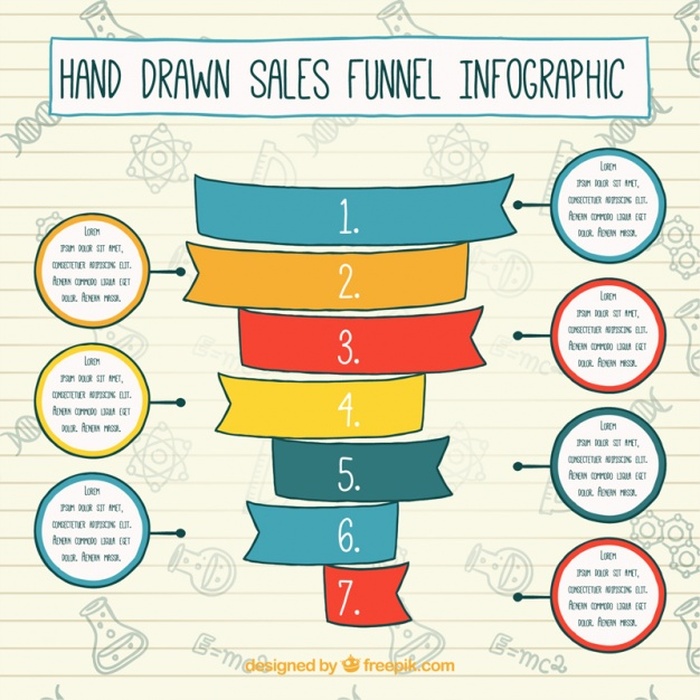 HAND DRAWN SALES FUNNEL INFOGRAPHIC
1.
LOREM
IPSUM DOLOR SIT AMET,
CONSECTETUER ADIPISCING ELIT.
AENEAN COMMODO LIGULA EGET
DOLOR. AENEAN MASSA.
2.
LOREM
IPSUM DOLOR SIT AMET,
CONSECTETUER ADIPISCING ELIT.
AENEAN COMMODO LIGULA EGET
DOLOR. AENEAN MASSA.
3.
LOREM
IPSUM DOLOR SIT AMET,
CONSECTETUER ADIPISCING ELIT.
AENEAN COMMODO LIGULA EGET
DOLOR. AENEAN MASSA.
4.
LOREM
IPSUM DOLOR SIT AMET,
CONSECTETUER ADIPISCING ELIT.
AENEAN COMMODO LIGULA EGET
DOLOR. AENEAN MASSA.
5.
LOREM
IPSUM DOLOR SIT AMET,
CONSECTETUER ADIPISCING ELIT.
AENEAN COMMODO LIGULA EGET
DOLOR. AENEAN MASSA.
6.
LOREM
IPSUM DOLOR SIT AMET,
CONSECTETUER ADIPISCING ELIT.
AENEAN COMMODO LIGULA EGET
DOLOR. AENEAN MASSA.
7.
LOREM
IPSUM DOLOR SIT AMET,
CONSECTETUER ADIPISCING ELIT.
AENEAN COMMODO LIGULA EGET
DOLOR. AENEAN MASSA.
E=mc2
E=mc2
designed by freepik.com